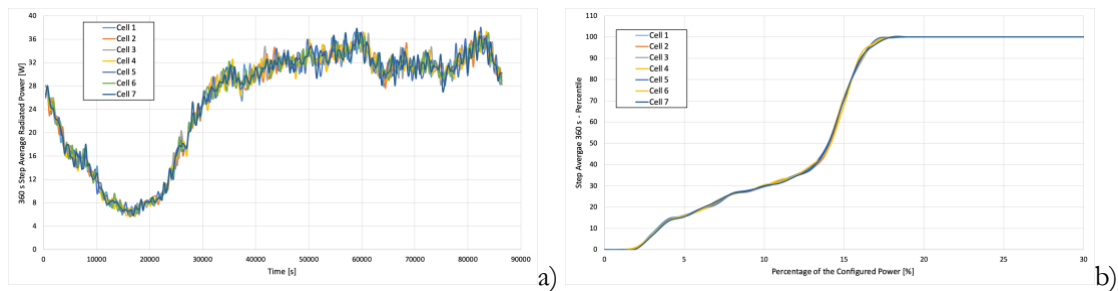 40
36
32
28
24
20
16
12
8
4
0
360 s Step Average Radiated Power [W]
Cell 1
Cell 2
Cell 3
Cell 4
Cell 5
Cell 6
Cell 7
0 10000 20000 30000 40000 50000 60000 70000 80000 90000
Time [s]
a)
110
100
90
80
70
60
50
40
30
20
10
0
Step Avergae 360 s - Percentile
Cell 1
Cell 2
Cell 3
Cell 4
Cell 5
Cell 6
Cell 7
0 5 10 15 20 25 30
Percentage of the Configured Power [%]
b)